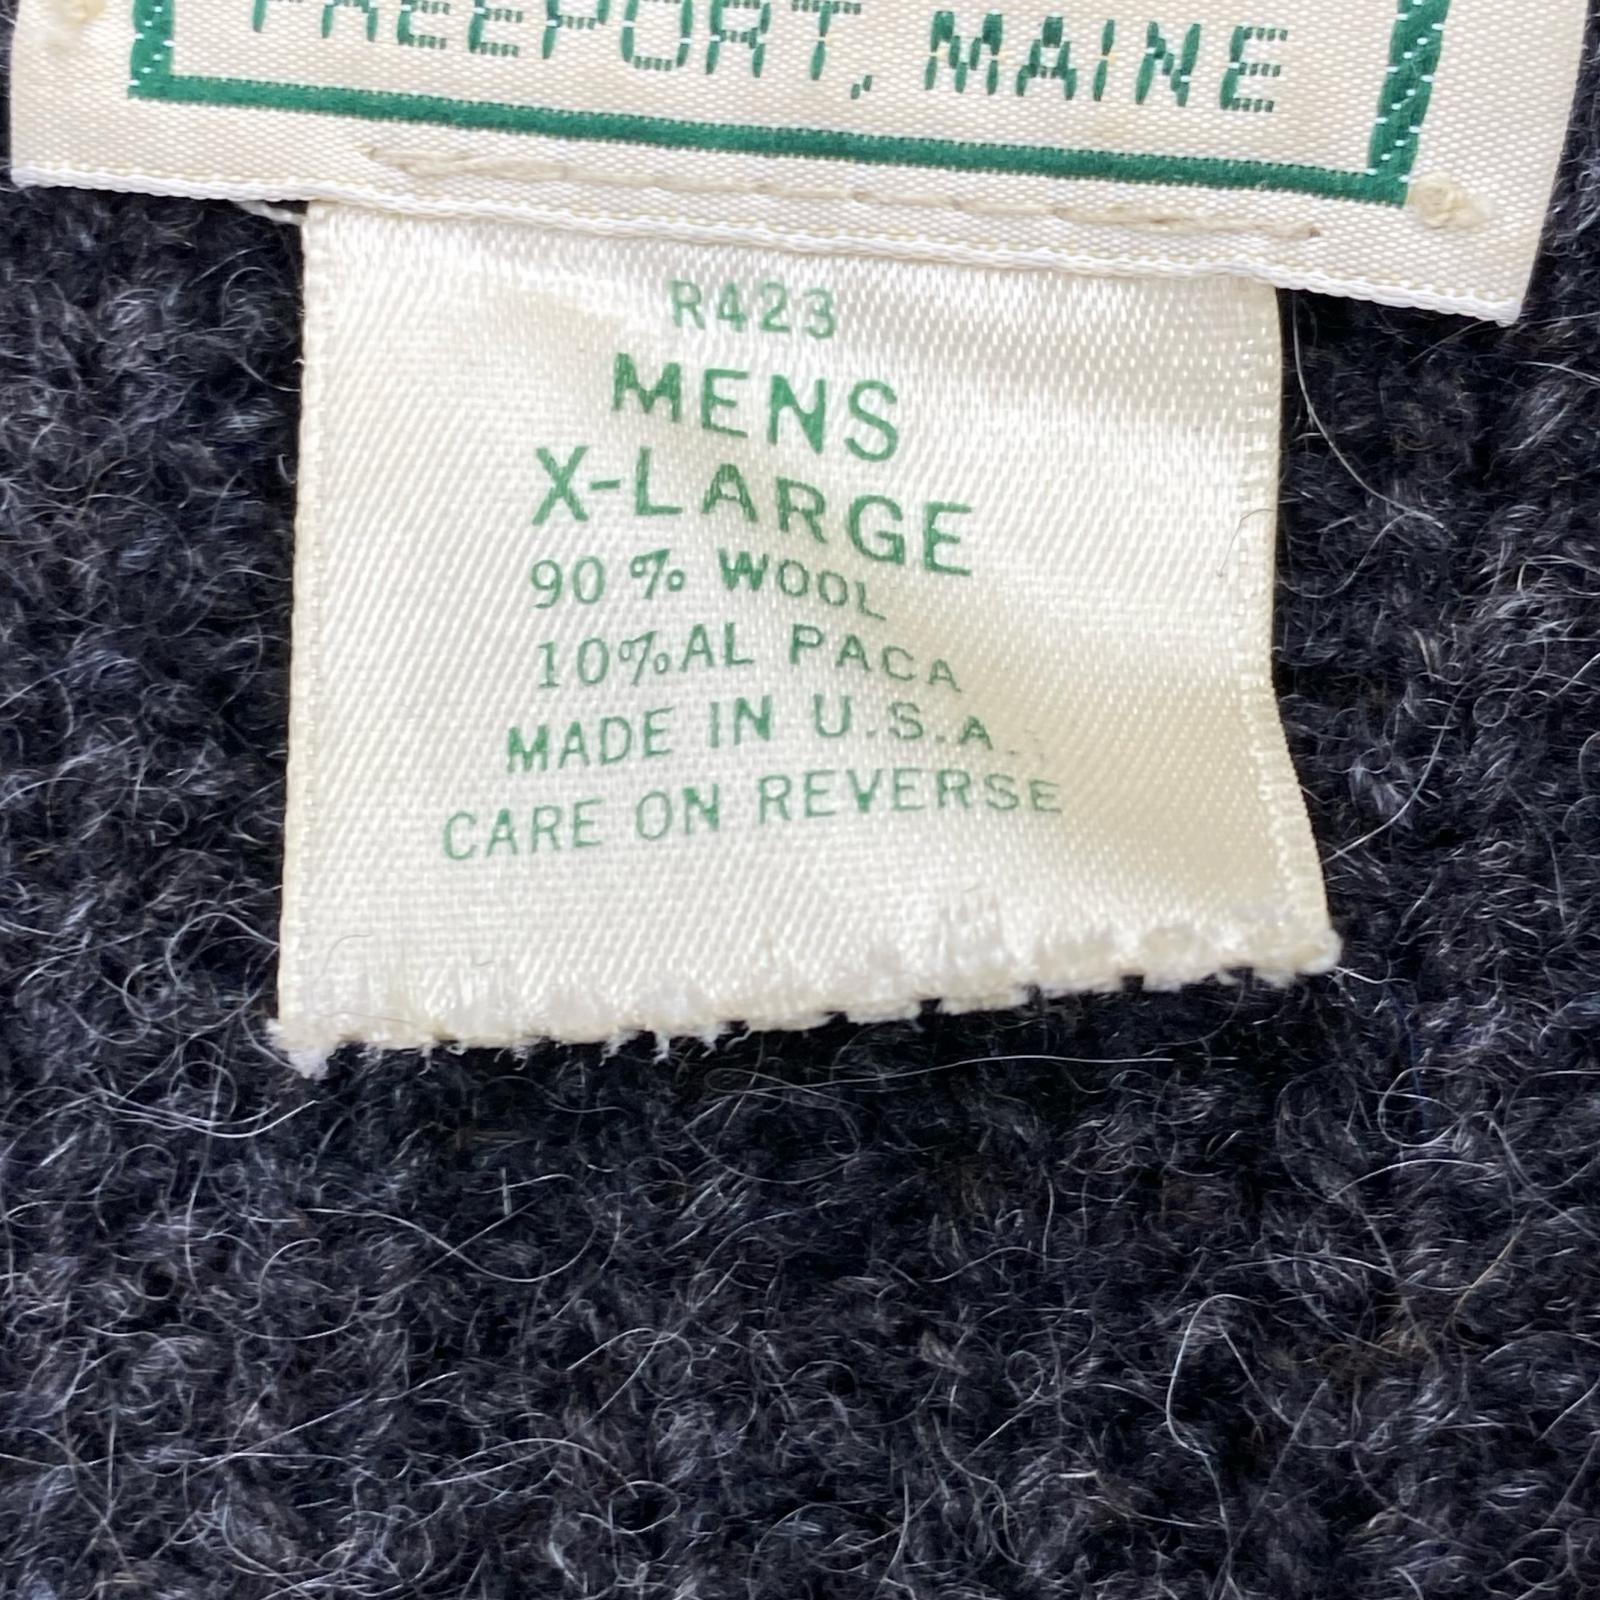 FREEPORT, MAINE
R423
MENS
X-LARGE
90% WOOL
10% AL PACA
MADE IN U.S.A.
CARE ON REVERSE